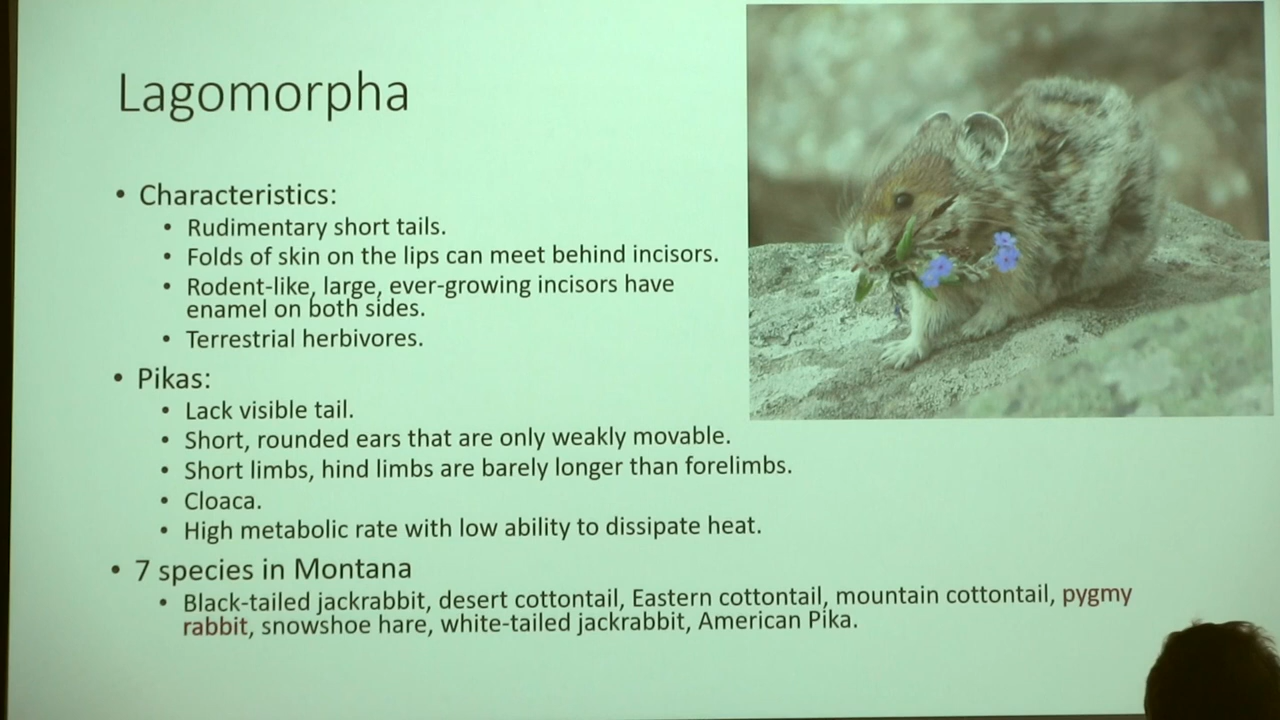 Lagomorpha
• Characteristics:
• Rudimentary short tails.
• Folds of skin on the lips can meet behind incisors.
• Rodent-like, large, ever-growing incisors have
enamel on both sides.
• Terrestrial herbivores.
• Pikas:
• Lack visible tail.
• Short, rounded ears that are only weakly movable.
• Short limbs, hind limbs are barely longer than forelimbs.
• Cloaca.
• High metabolic rate with low ability to dissipate heat.
• 7 species in Montana
• Black-tailed jackrabbit, desert cottontail, Eastern cottontail, mountain cottontail, pygmy
rabbit, snowshoe hare, white-tailed jackrabbit, American Pika.